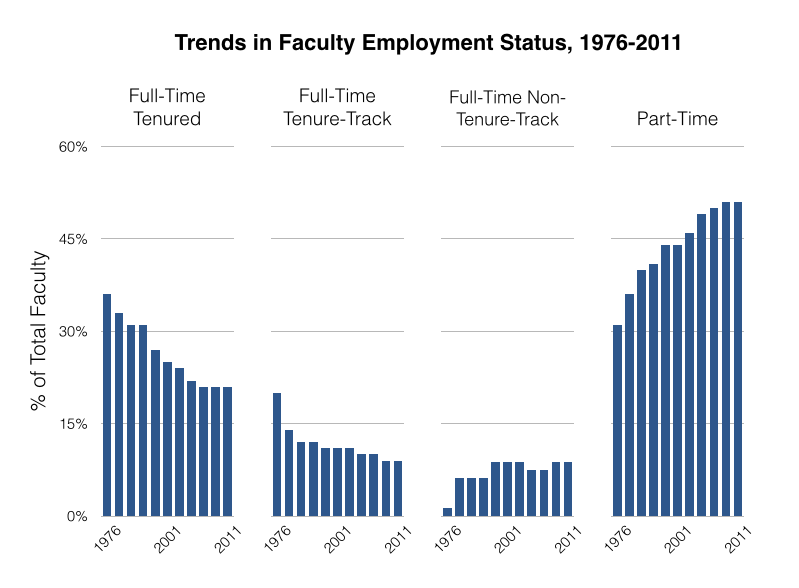 Trends in Faculty Employment Status, 1976-2011
Full-Time
Tenured
Full-Time
Tenure-Track
Full-Time Non-
Tenure-Track
Part-Time
% of Total Faculty
60%
45%
30%
15%
0%
1976
2001
2011
1976
2001
2011
1976
2001
2011
1976
2001
2011